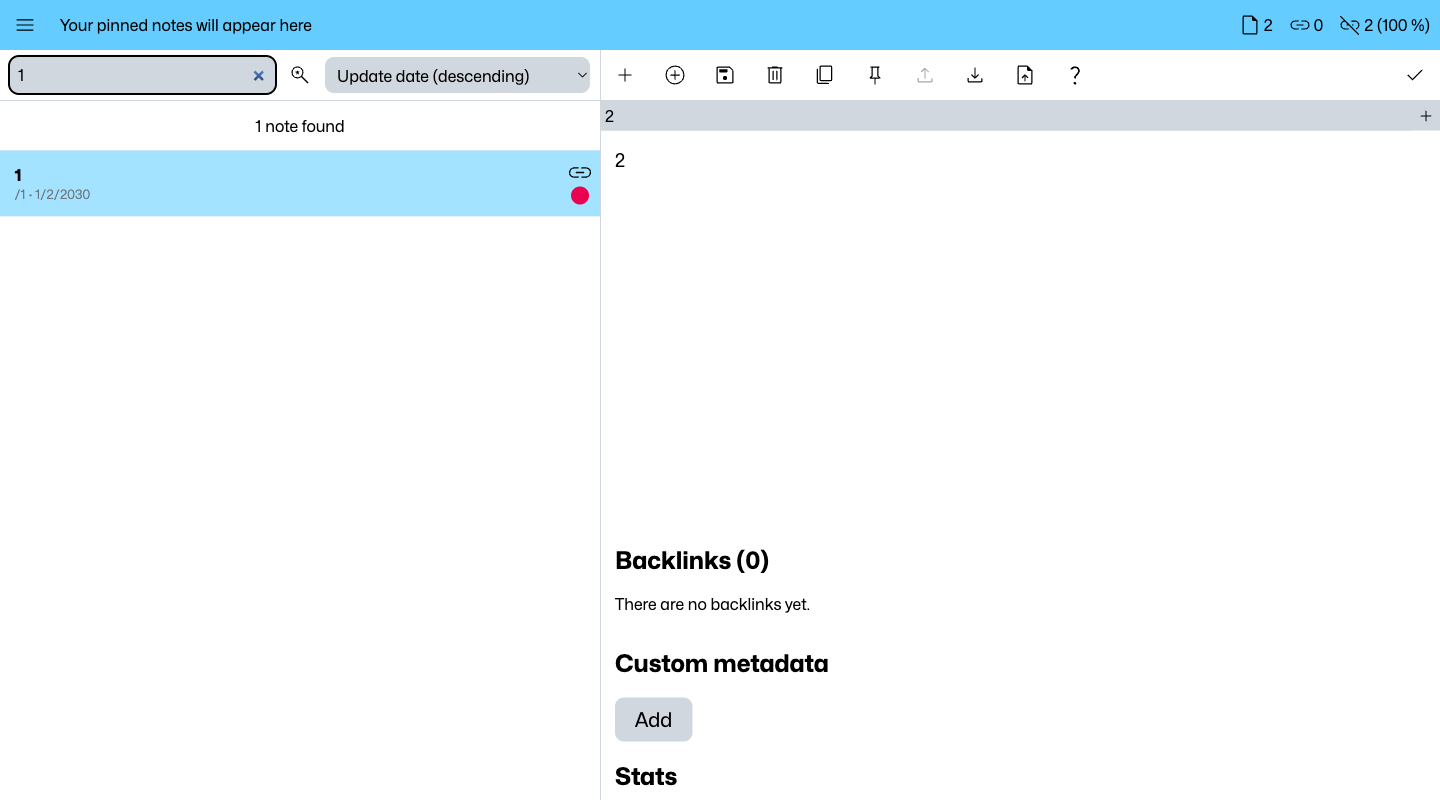 Your pinned notes will appear here
2
0
2 (100 %)
1
Update date (descending)
1 note found
1
/1 · 1/2/2030
2
2
Backlinks (0)
There are no backlinks yet.
Custom metadata
Add
Stats